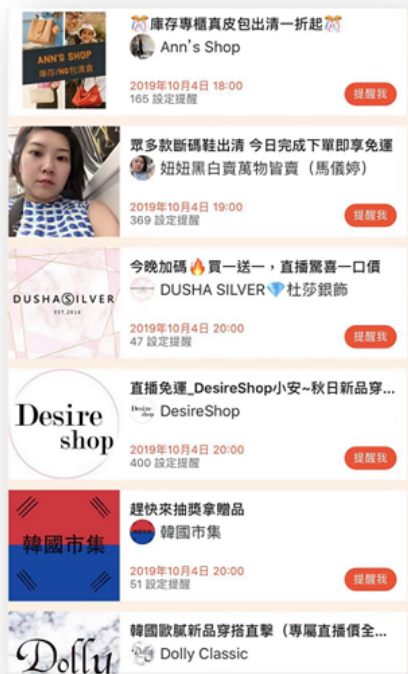 ANN'S SHOP
庫存/NG包清倉
🎊庫存專櫃真皮包出清一折起🎊
Ann's Shop
2019年10月4日 18:00
165 設定提醒
提醒我
眾多款斷碼鞋出清 今日完成下單即享免運
妞妞黑白賣萬物皆賣（馬儀婷）
2019年10月4日 19:00
369 設定提醒
提醒我
DUSHA SILVER
EST.2016
今晚加碼🔥買一送一，直播驚喜一口價
DUSHA SILVER💎杜莎銀飾
2019年10月4日 20:00
47 設定提醒
提醒我
Desire
shop
直播免運_DesireShop小安~秋日新品穿...
Desire
DesireShop
2019年10月4日 20:00
400 設定提醒
提醒我
韓國市集
趕快來抽獎拿贈品
韓國市集
2019年10月4日 20:00
51 設定提醒
提醒我
Dolly
韓國歐膩新品穿搭直擊（專屬直播價全...
Dolly Classic